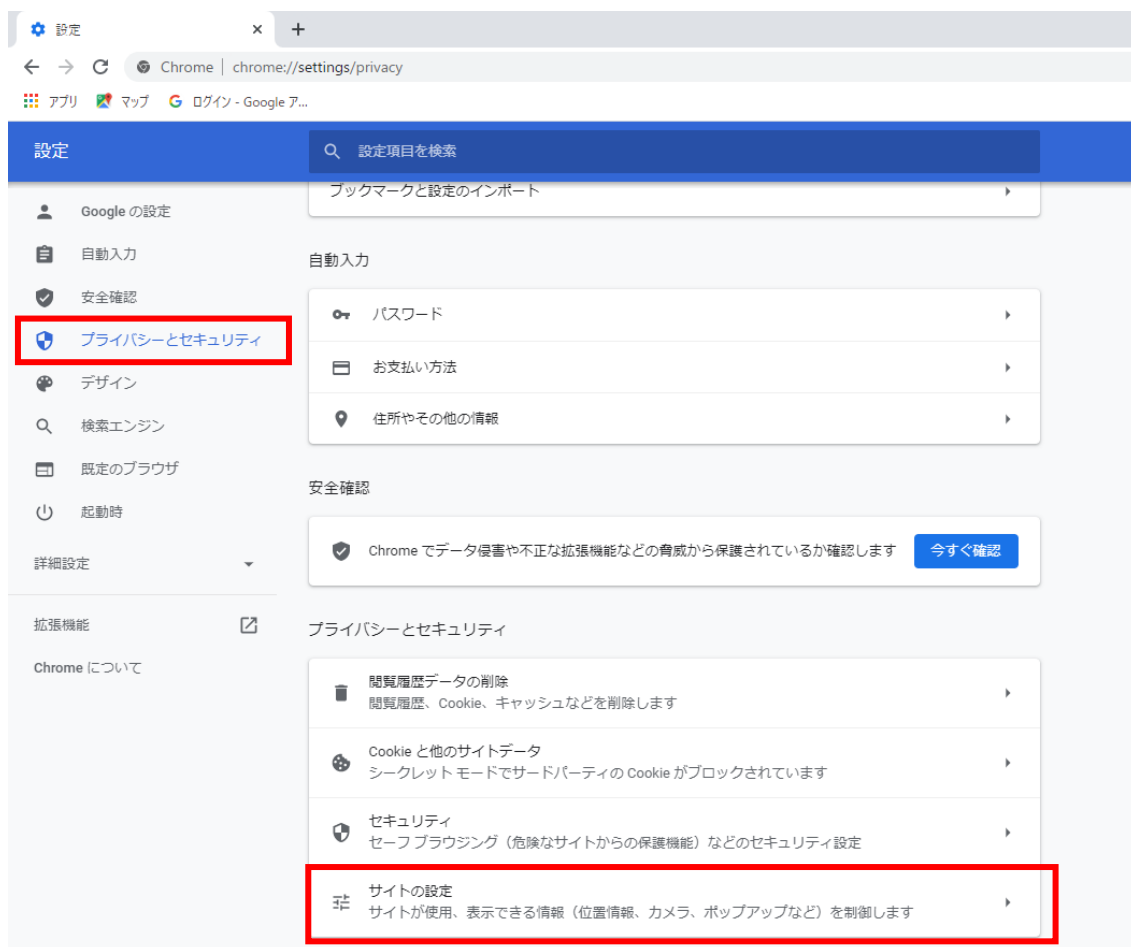 設定
Chrome | chrome://settings/privacy
アプリ マップ ログイン - Google ア...
設定
設定項目を検索
Google の設定
自動入力
安全確認
プライバシーとセキュリティ
デザイン
検索エンジン
既定のブラウザ
起動時
詳細設定
拡張機能
Chrome について
ブックマークと設定のインポート
自動入力
パスワード
お支払い方法
住所やその他の情報
安全確認
Chrome でデータ侵害や不正な拡張機能などの脅威から保護されているか確認します
今すぐ確認
プライバシーとセキュリティ
閲覧履歴データの削除
閲覧履歴、Cookie、キャッシュなどを削除します
Cookie と他のサイトデータ
シークレット モードでサードパーティの Cookie がブロックされています
セキュリティ
セーフ ブラウジング（危険なサイトからの保護機能）などのセキュリティ設定
サイトの設定
サイトが使用、表示できる情報（位置情報、カメラ、ポップアップなど）を制御します